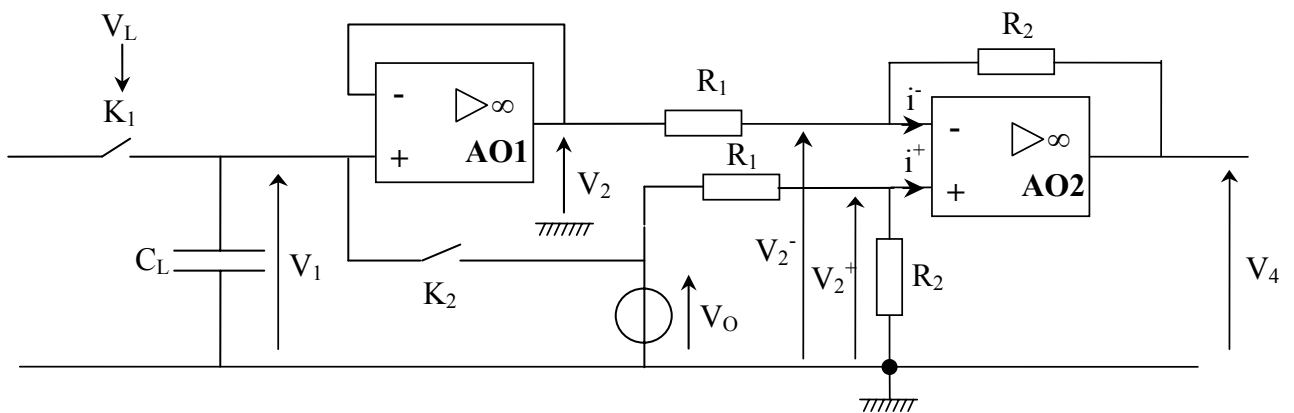 V_L
K_1
C_L
V_1
-
+
▷∞
AO1
V_2
K_2
V_O
R_1
R_1
V_2^-
V_2^+
R_2
R_2
i^-
i^+
-
+
▷∞
AO2
V_4